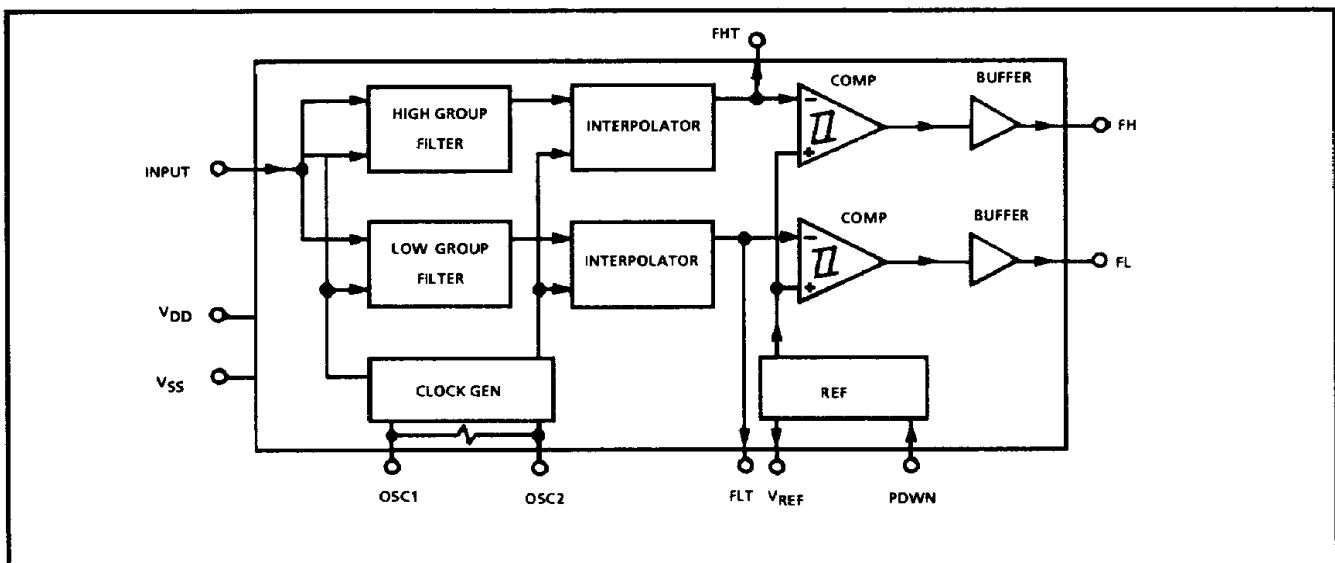 FHT
COMP
BUFFER
HIGH GROUP
FILTER
INTERPOLATOR
−
+
FH
INPUT
COMP
BUFFER
LOW GROUP
FILTER
INTERPOLATOR
−
+
FL
VDD
VSS
CLOCK GEN
REF
OSC1
OSC2
FLT
VREF
PDWN